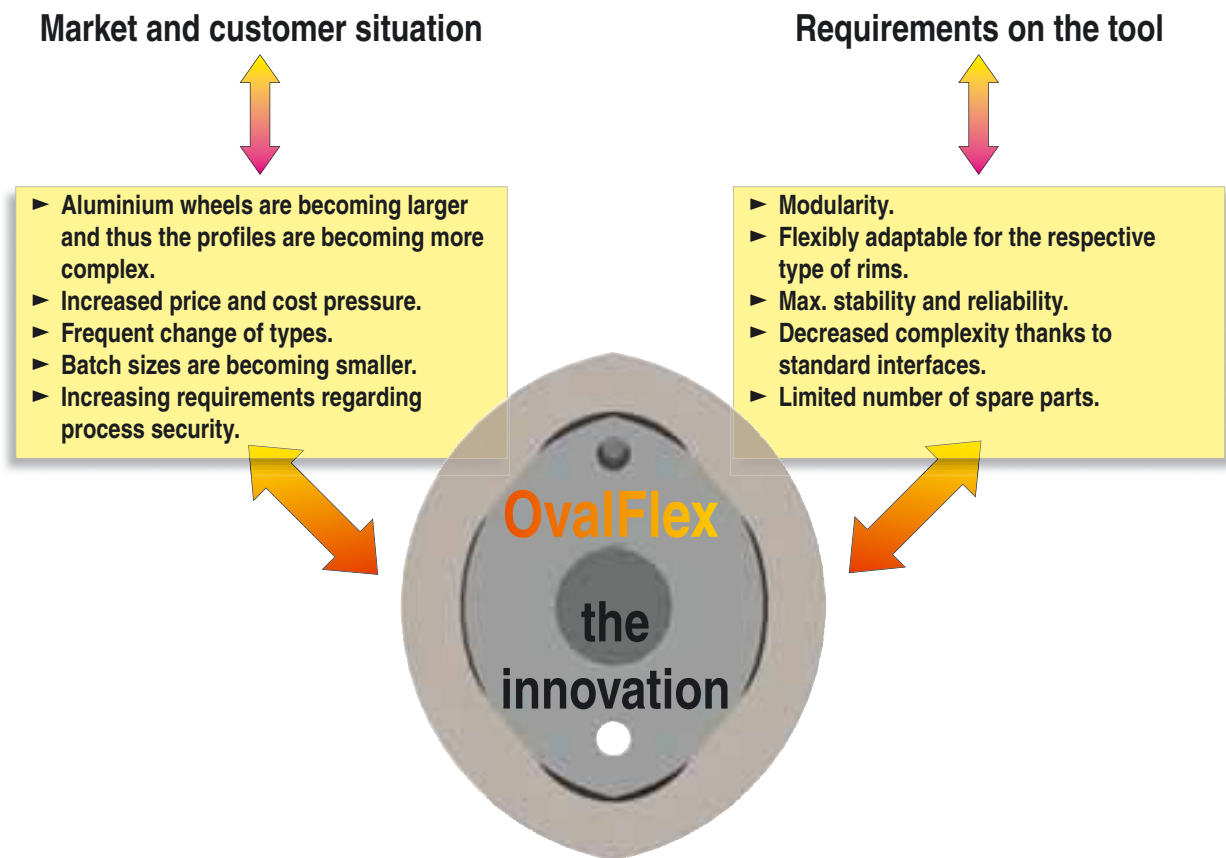 Market and customer situation
► Aluminium wheels are becoming larger
and thus the profiles are becoming more
complex.
► Increased price and cost pressure.
► Frequent change of types.
► Batch sizes are becoming smaller.
► Increasing requirements regarding
process security.
Requirements on the tool
► Modularity.
► Flexibly adaptable for the respective
type of rims.
► Max. stability and reliability.
► Decreased complexity thanks to
standard interfaces.
► Limited number of spare parts.
OvalFlex
the
innovation